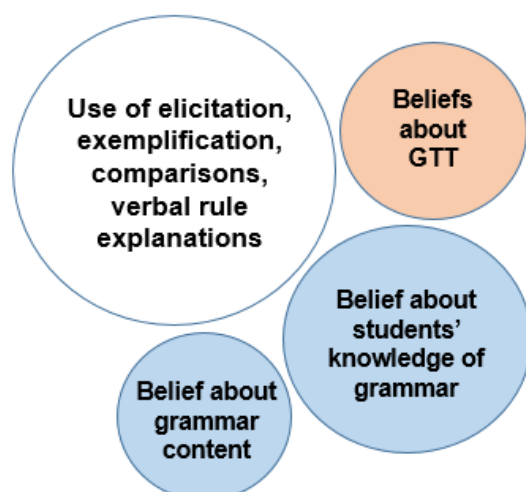 Use of elicitation,
exemplification,
comparisons,
verbal rule
explanations
Beliefs
about
GTT
Belief about
students’
knowledge of
grammar
Belief about
grammar
content